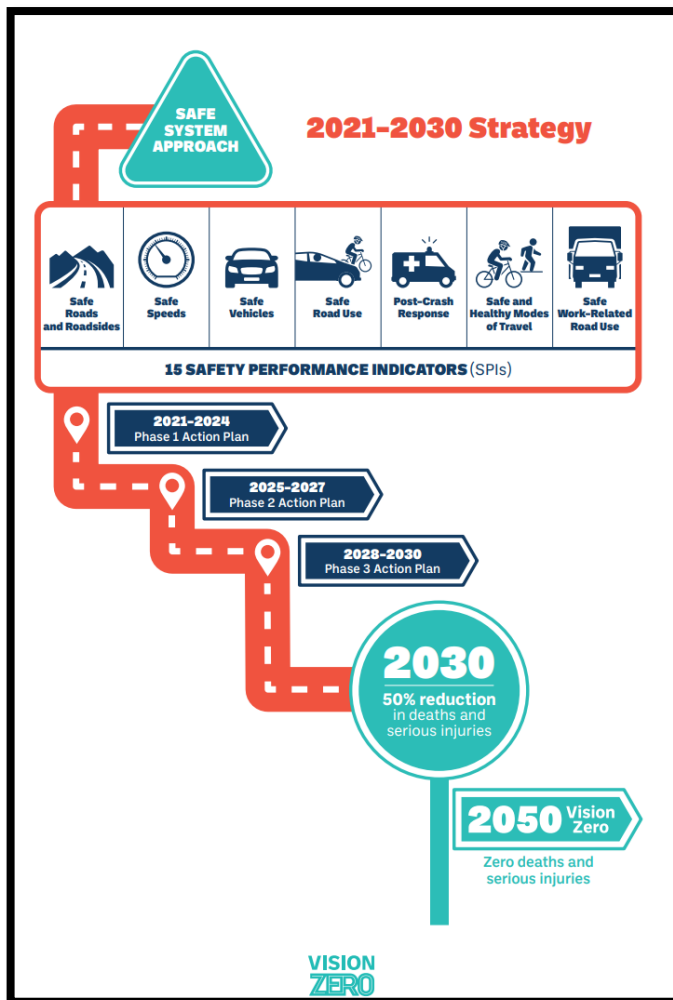 SAFE
SYSTEM
APPROACH
2021–2030 Strategy
Safe
Roads
and Roadsides
Safe
Speeds
Safe
Vehicles
Safe
Road Use
Post-Crash
Response
Safe and
Healthy Modes
of Travel
Safe
Work-Related
Road Use
15 SAFETY PERFORMANCE INDICATORS (SPIs)
2021–2024
Phase 1 Action Plan
2025–2027
Phase 2 Action Plan
2028–2030
Phase 3 Action Plan
2030
50% reduction
in deaths and
serious injuries
2050 Vision
Zero
Zero deaths and
serious injuries
VISION
ZERO